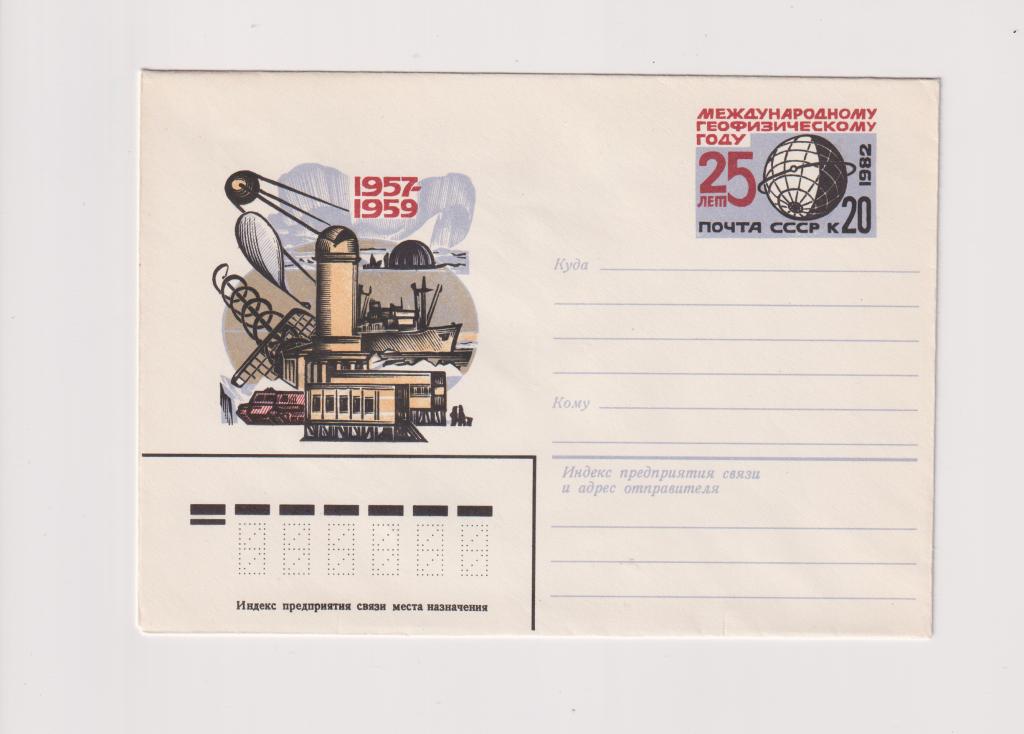 МЕЖДУНАРОДНОМУ
ГЕОФИЗИЧЕСКОМУ
ГОДУ
25
ЛЕТ
1982
ПОЧТА СССР К 20
1957-
1959
Куда
Кому
Индекс предприятия связи
и адрес отправителя
Индекс предприятия связи места назначения